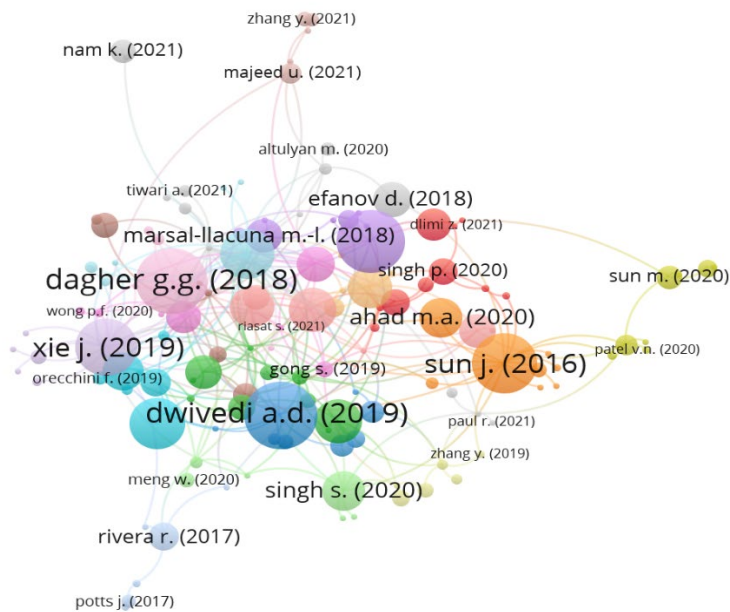 zhang y. (2021)
nam k. (2021)
majeed u. (2021)
altulyan m. (2020)
tiwari a. (2021)
efanov d. (2018)
dlimi z. (2021)
marsal-llacuna m.-l. (2018)
singh p. (2020)
sun m. (2020)
dagher g.g. (2018)
wong p.f. (2020)
ahad m.a. (2020)
riasat s. (2021)
xie j. (2019)
patel v.n. (2020)
sun j. (2016)
gong s. (2019)
orecchini f. (2019)
dwivedi a.d. (2019)
paul r. (2021)
zhang y. (2019)
meng w. (2020)
singh s. (2020)
rivera r. (2017)
potts j. (2017)